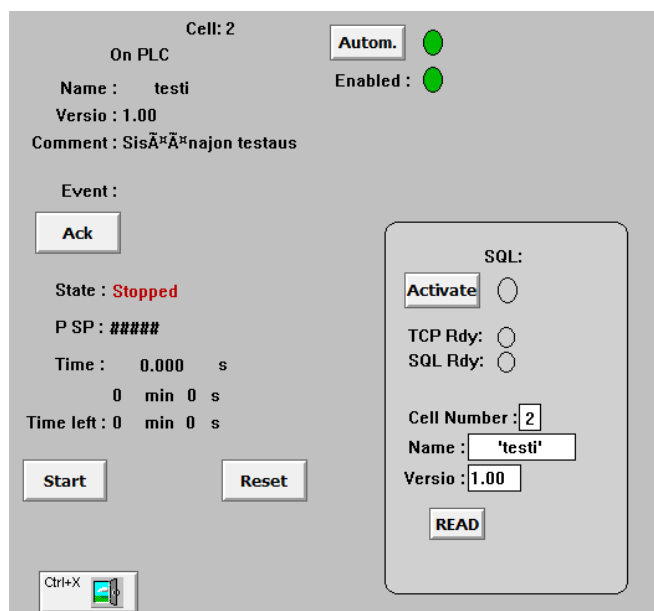 Cell: 2
On PLC
Autom.
Enabled :
Name : testi
Versio : 1.00
Comment : SisÃ¤Ã¤najon testaus
Event :
Ack
State : Stopped
P SP : #####
Time : 0.000 s
0 min 0 s
Time left : 0 min 0 s
Start
Reset
Ctrl+X
SQL:
Activate
TCP Rdy:
SQL Rdy:
Cell Number : 2
Name : 'testi'
Versio : 1.00
READ